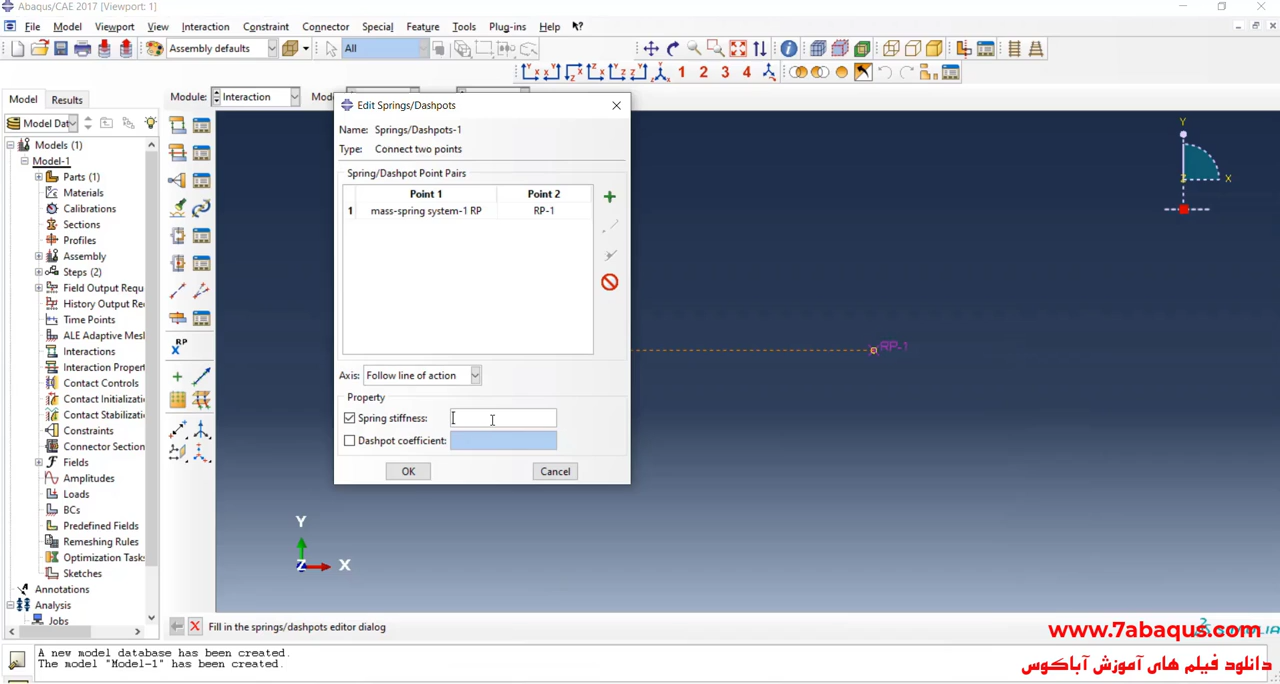 Abaqus/CAE 2017 [Viewport: 1]
File Model Viewport View Interaction Constraint Connector Special Feature Tools Plug-ins Help
Assembly defaults All
1 2 3 4
Model Results Module: Interaction
Model Dat
Models (1)
Model-1
Parts (1)
Materials
Calibrations
Sections
Profiles
Assembly
Steps (2)
Field Output Requ
History Output Re
Time Points
ALE Adaptive Mesh
Interactions
Interaction Proper
Contact Controls
Contact Initializatio
Contact Stabilizatio
Constraints
Connector Section
Fields
Amplitudes
Loads
BCs
Predefined Fields
Remeshing Rules
Optimization Tasks
Sketches
Annotations
Analysis
Jobs
RP
Edit Springs/Dashpots
Name: Springs/Dashpots-1
Type: Connect two points
Spring/Dashpot Point Pairs
Point 1 Point 2
1 mass-spring system-1 RP RP-1
Axis: Follow line of action
Property
Spring stiffness:
Dashpot coefficient:
OK Cancel
Y
X
Z
RP-1
Y
Z X
Fill in the springs/dashpots editor dialog
A new model database has been created.
The model "Model-1" has been created.
www.7abaqus.com
دانلود فیلم های آموزش آباکوس